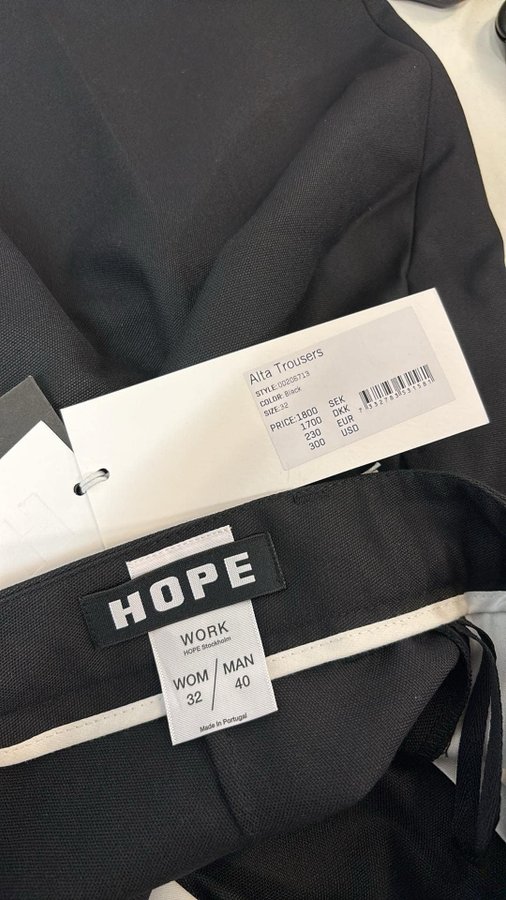 Alta Trousers
STYLE:00206713
COLOR: Black
SIZE:32
PRICE:1800 SEK
1700 DKK
230 EUR
300 USD
HOPE
WORK
HOPE Stockholm
WOM / MAN
32 40
Made in Portugal